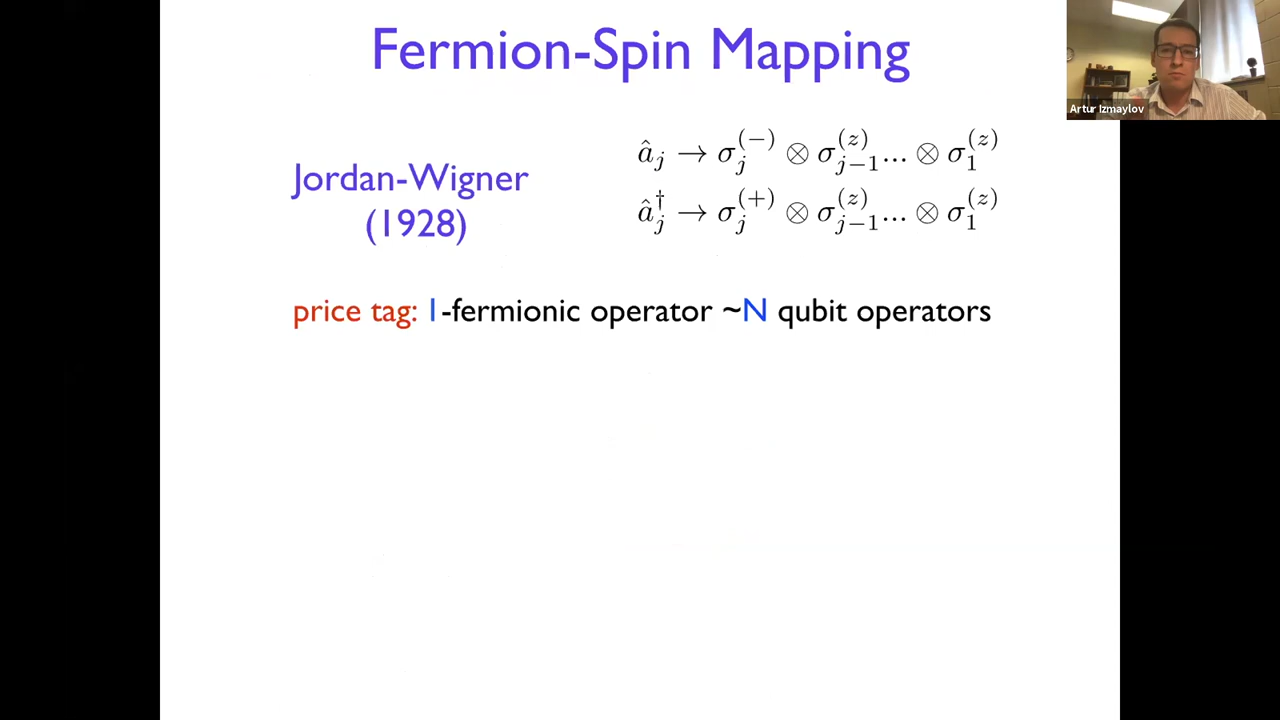 Fermion-Spin Mapping
Artur Izmaylov
Jordan-Wigner
(1928)
â_j → σ_j^(−) ⊗ σ_{j−1}^(z) ... ⊗ σ_1^(z)
â_j^† → σ_j^(+) ⊗ σ_{j−1}^(z) ... ⊗ σ_1^(z)
price tag: 1-fermionic operator ~N qubit operators